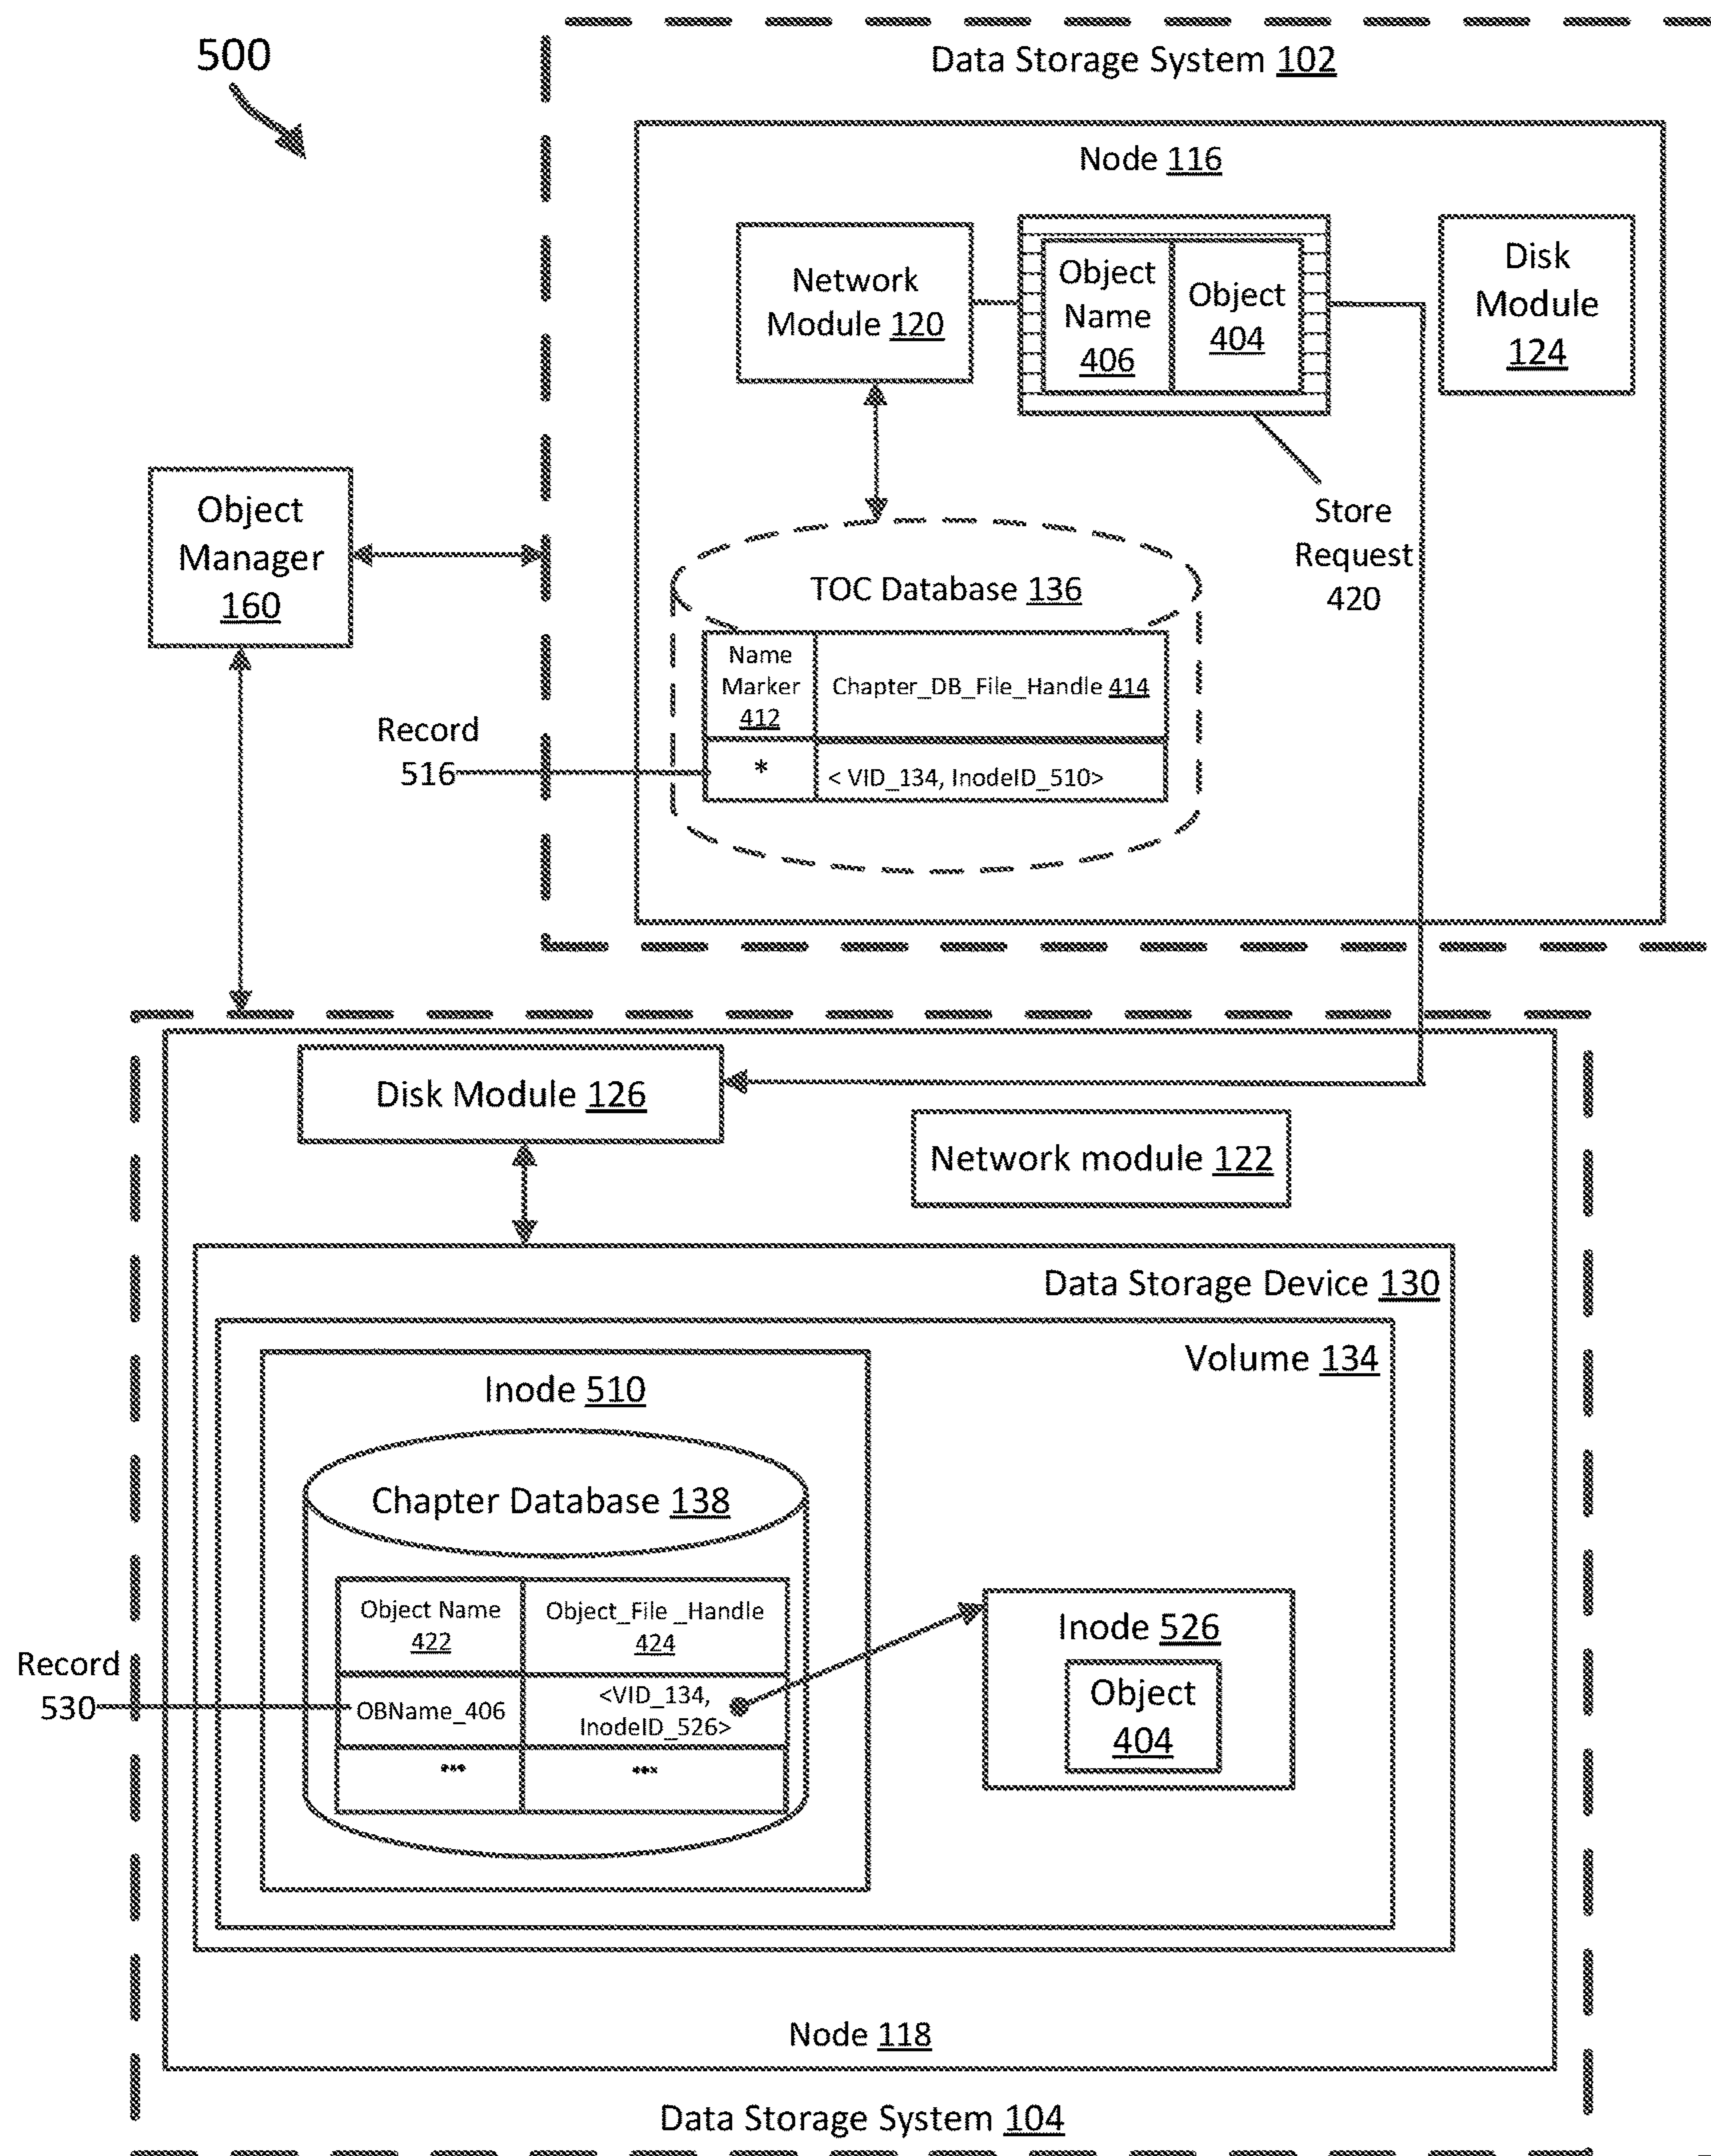 500
Data Storage System 102
Node 116
Network
Module 120
Object
Name
406
Object
404
Disk
Module
124
Store
Request
420
Object
Manager
160
TOC Database 136
Name
Marker
412
Chapter_DB_File_Handle 414
Record
516
*
< VID_134, InodeID_510>
Disk Module 126
Network module 122
Data Storage Device 130
Volume 134
Inode 510
Chapter Database 138
Object Name
422
Object_File _Handle
424
Record
530
OBName_406
<VID_134,
InodeID_526>
***
***
Inode 526
Object
404
Node 118
Data Storage System 104